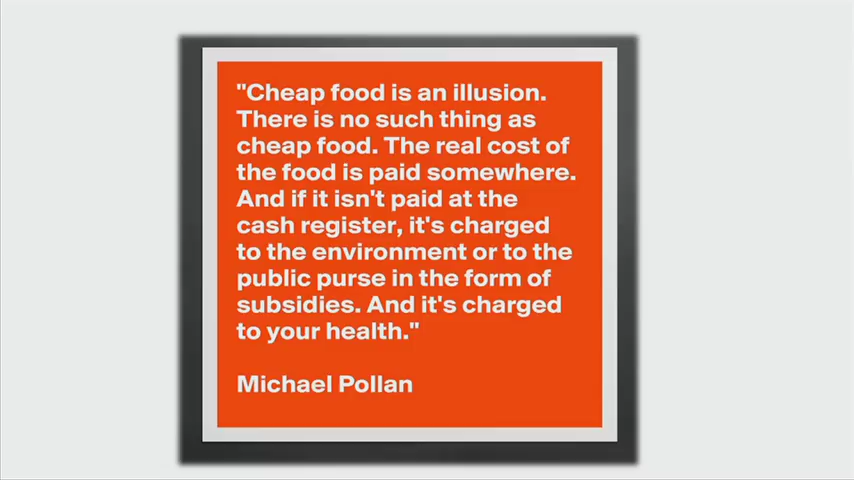 "Cheap food is an illusion.
There is no such thing as
cheap food. The real cost of
the food is paid somewhere.
And if it isn't paid at the
cash register, it's charged
to the environment or to the
public purse in the form of
subsidies. And it's charged
to your health."
Michael Pollan